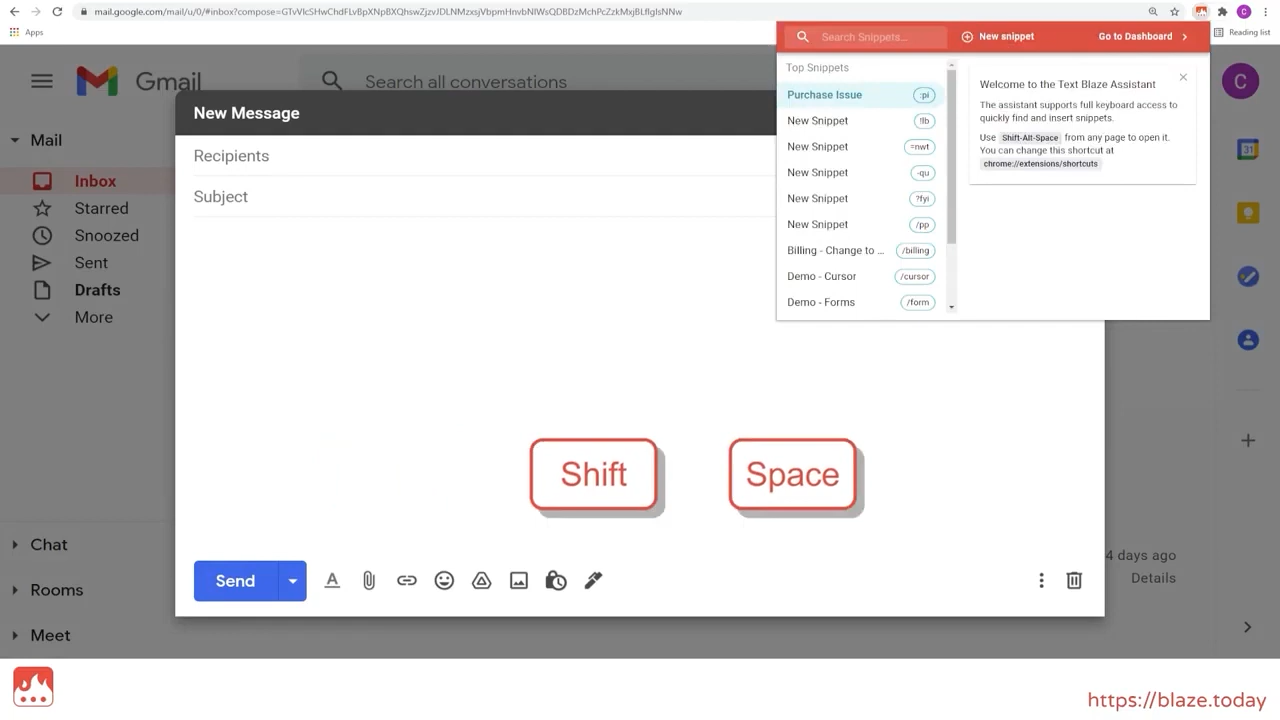 mail.google.com/mail/u/0/#inbox?compose=GTvVlcSHwChdFLvBpXNpBXQhswZjzvJDLNMzxsjVbpmHnvbNlWsQDBDzMchPcZzkMxjBLflgIsNNw
Apps
Reading list
Search Snippets...
New snippet
Go to Dashboard
Gmail
Search all conversations
C
C
Mail
Inbox
Starred
Snoozed
Sent
Drafts
More
Chat
Rooms
Meet
New Message
Recipients
Subject
Top Snippets
Purchase Issue :pi
New Snippet !lb
New Snippet =nwt
New Snippet -qu
New Snippet ?fyi
New Snippet /pp
Billing - Change to ... /billing
Demo - Cursor /cursor
Demo - Forms /form
Welcome to the Text Blaze Assistant
The assistant supports full keyboard access to
quickly find and insert snippets.
Use Shift-Alt-Space from any page to open it.
You can change this shortcut at
chrome://extensions/shortcuts
31
Shift Space
Send
4 days ago
Details
https://blaze.today